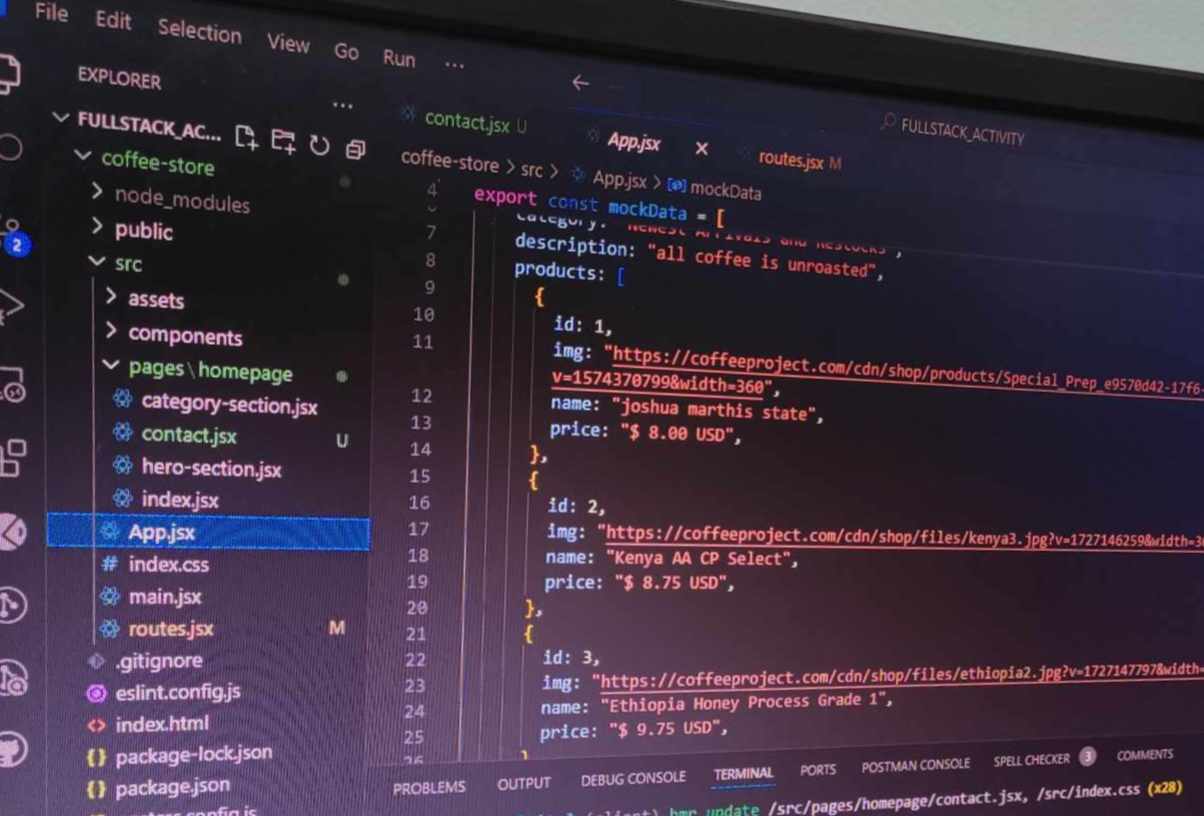 File Edit Selection View Go Run ...
EXPLORER ...
FULLSTACK_AC...
coffee-store
node_modules
public
src
assets
components
pages\homepage
category-section.jsx
contact.jsx U
hero-section.jsx
index.jsx
App.jsx
# index.css
main.jsx
routes.jsx M
.gitignore
eslint.config.js
<> index.html
{} package-lock.json
{} package.json
2
FULLSTACK_ACTIVITY
contact.jsx U App.jsx × routes.jsx M
coffee-store > src > App.jsx > mockData
4 export const mockData = [
category: "Newest Arrivals and Restocks",
7 description: "all coffee is unroasted",
8 products: [
9 {
10 id: 1,
11 img: "https://coffeeproject.com/cdn/shop/products/Special_Prep_e9570d42-17f6-
v=1574370799&width=360",
12 name: "joshua marthis state",
13 price: "$ 8.00 USD",
14 },
15 {
16 id: 2,
17 img: "https://coffeeproject.com/cdn/shop/files/kenya3.jpg?v=1727146259&width=36
18 name: "Kenya AA CP Select",
19 price: "$ 8.75 USD",
20 },
21 {
22 id: 3,
23 img: "https://coffeeproject.com/cdn/shop/files/ethiopia2.jpg?v=1727147797&width=
24 name: "Ethiopia Honey Process Grade 1",
25 price: "$ 9.75 USD",
26 }
PROBLEMS OUTPUT DEBUG CONSOLE TERMINAL PORTS POSTMAN CONSOLE SPELL CHECKER 3 COMMENTS
(client) hmr update /src/pages/homepage/contact.jsx, /src/index.css (x28)